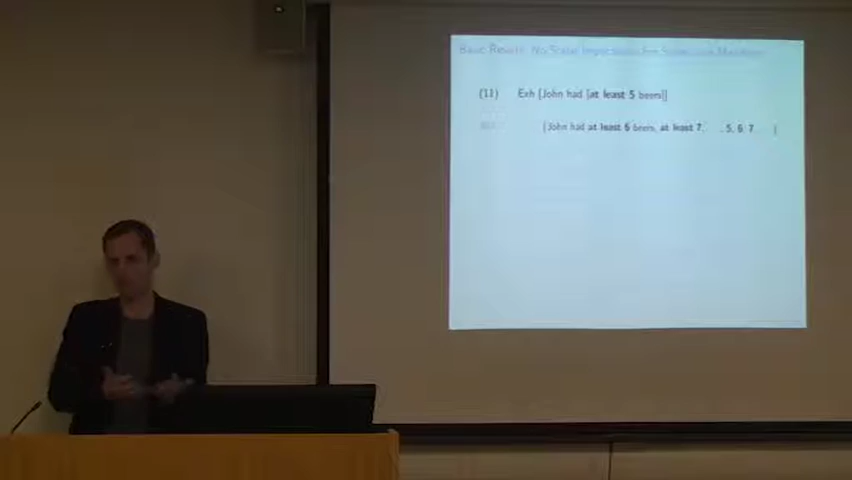 Basic Result: No Scalar Implicature for Superlative Modifiers
(11) Exh [John had [at least 5 beers]]
{John had at least 6 beers, at least 7, . . . 5, 6, 7 }